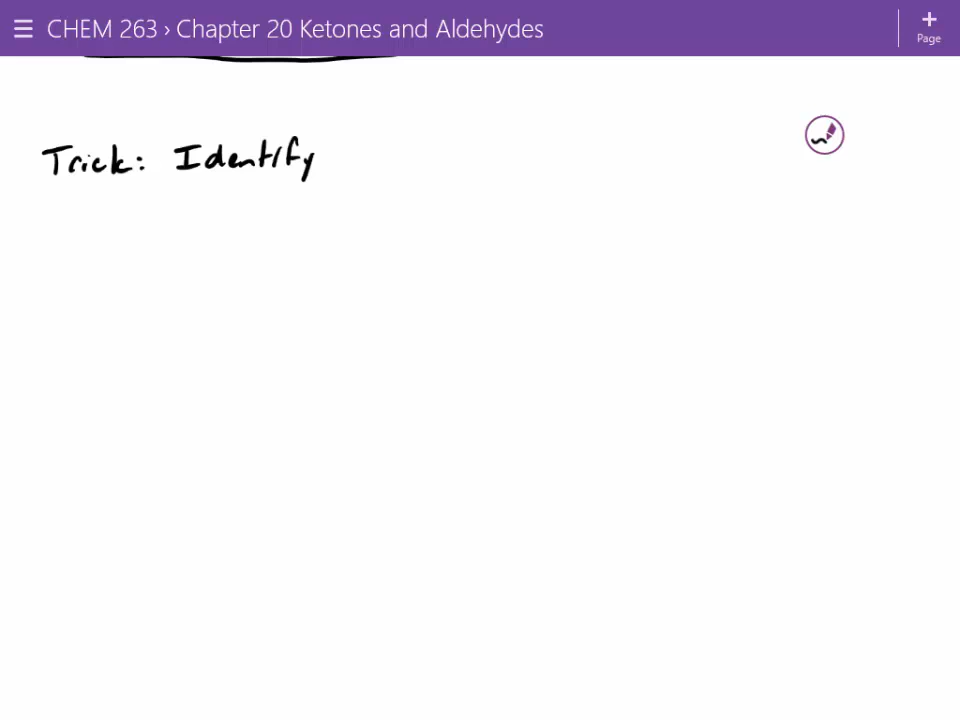 CHEM 263 › Chapter 20 Ketones and Aldehydes
+ Page
Trick: Identify